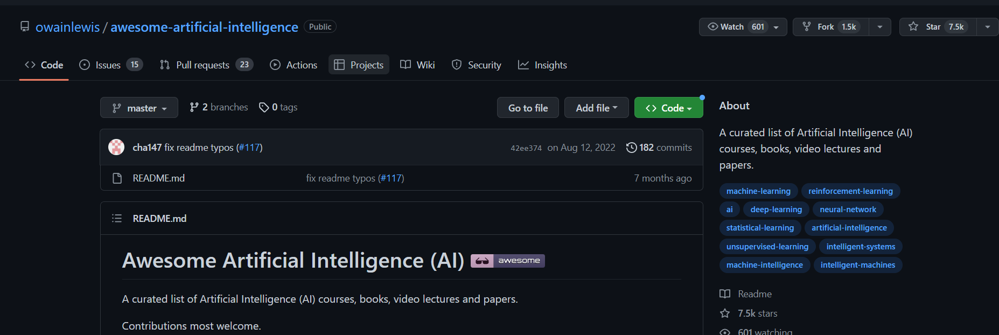 owainlewis / awesome-artificial-intelligence Public Watch 601 Fork 1.5k Star 7.5k
Code Issues 15 Pull requests 23 Actions Projects Wiki Security Insights
master 2 branches 0 tags Go to file Add file Code
cha147 fix readme typos (#117) 42ee374 on Aug 12, 2022 182 commits
README.md fix readme typos (#117) 7 months ago
README.md
Awesome Artificial Intelligence (AI) awesome
A curated list of Artificial Intelligence (AI) courses, books, video lectures and papers.
Contributions most welcome.
About
A curated list of Artificial Intelligence (AI)
courses, books, video lectures and
papers.
machine-learning reinforcement-learning
ai deep-learning neural-network
statistical-learning artificial-intelligence
unsupervised-learning intelligent-systems
machine-intelligence intelligent-machines
Readme
7.5k stars
601 watching